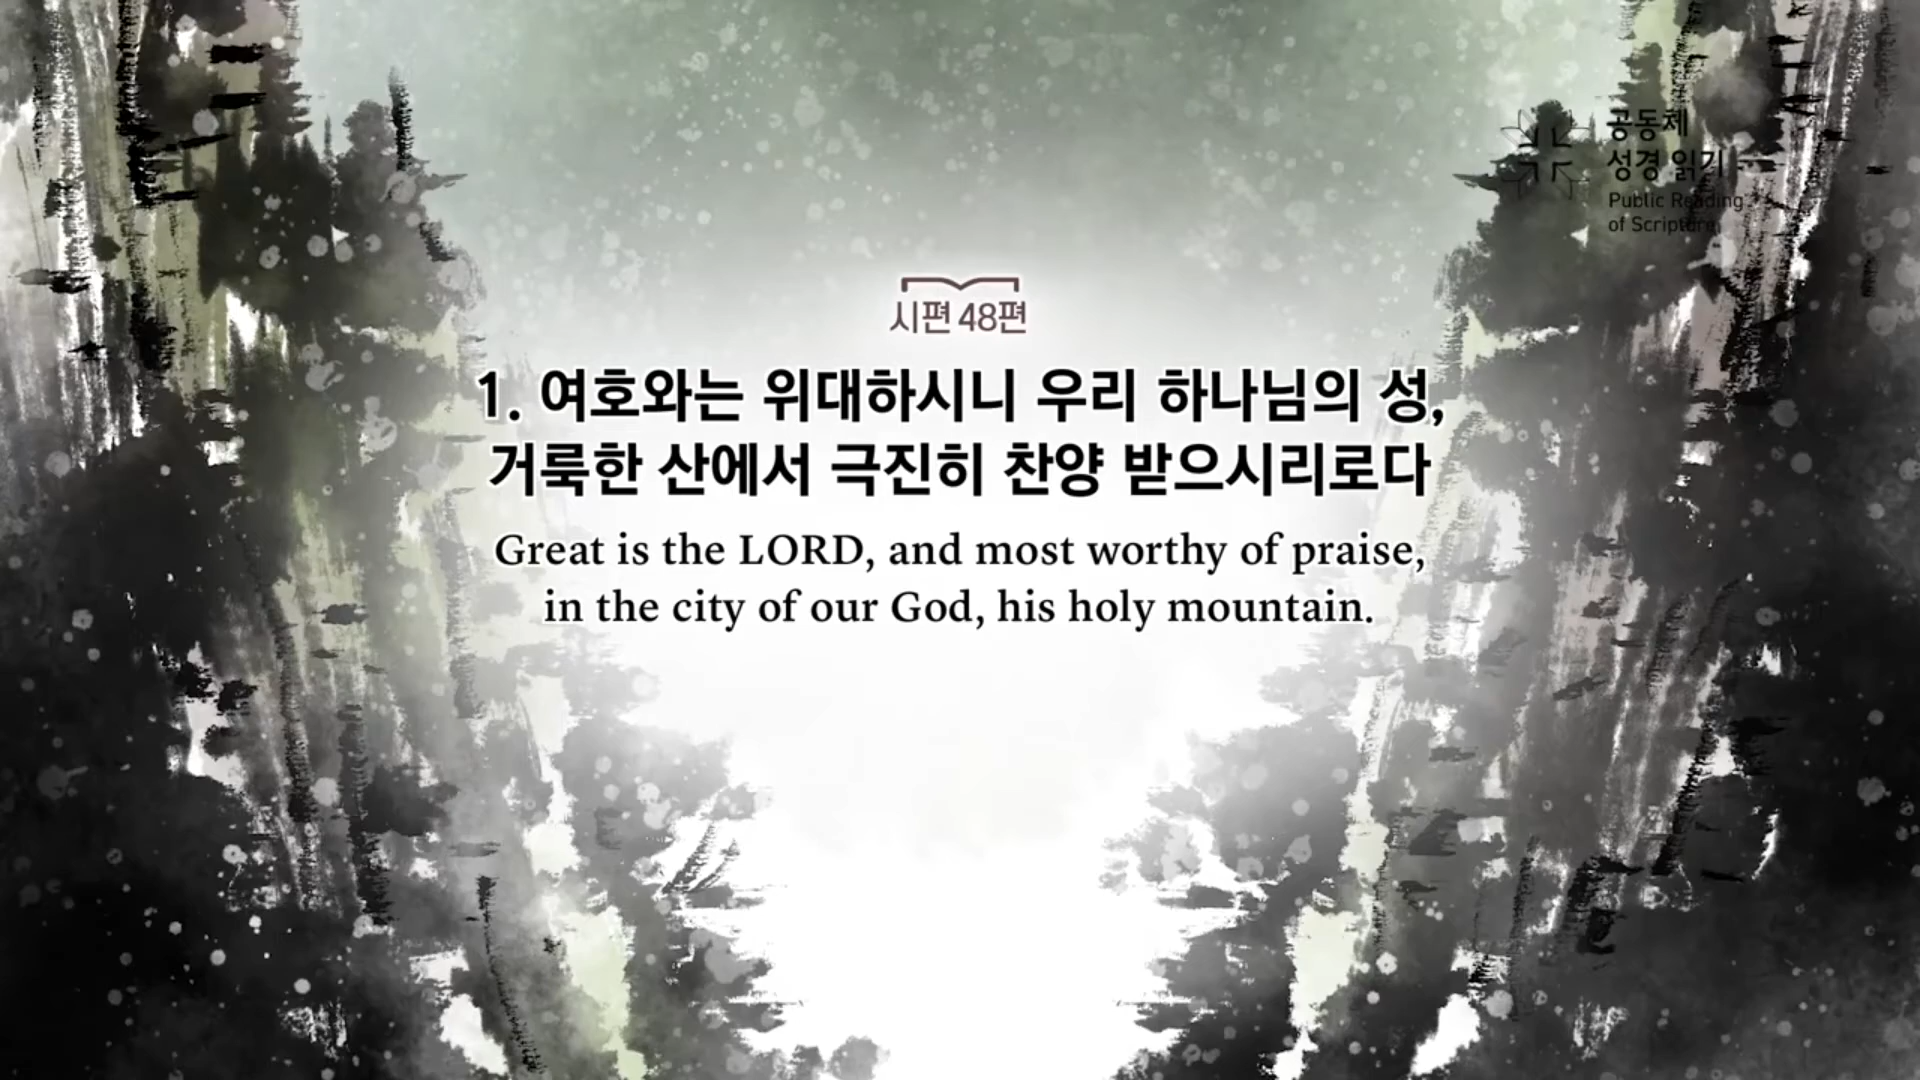 공동체
성경 읽기
Public Reading
of Scripture
시편 48편
1. 여호와는 위대하시니 우리 하나님의 성,
거룩한 산에서 극진히 찬양 받으시리로다
Great is the LORD, and most worthy of praise,
in the city of our God, his holy mountain.